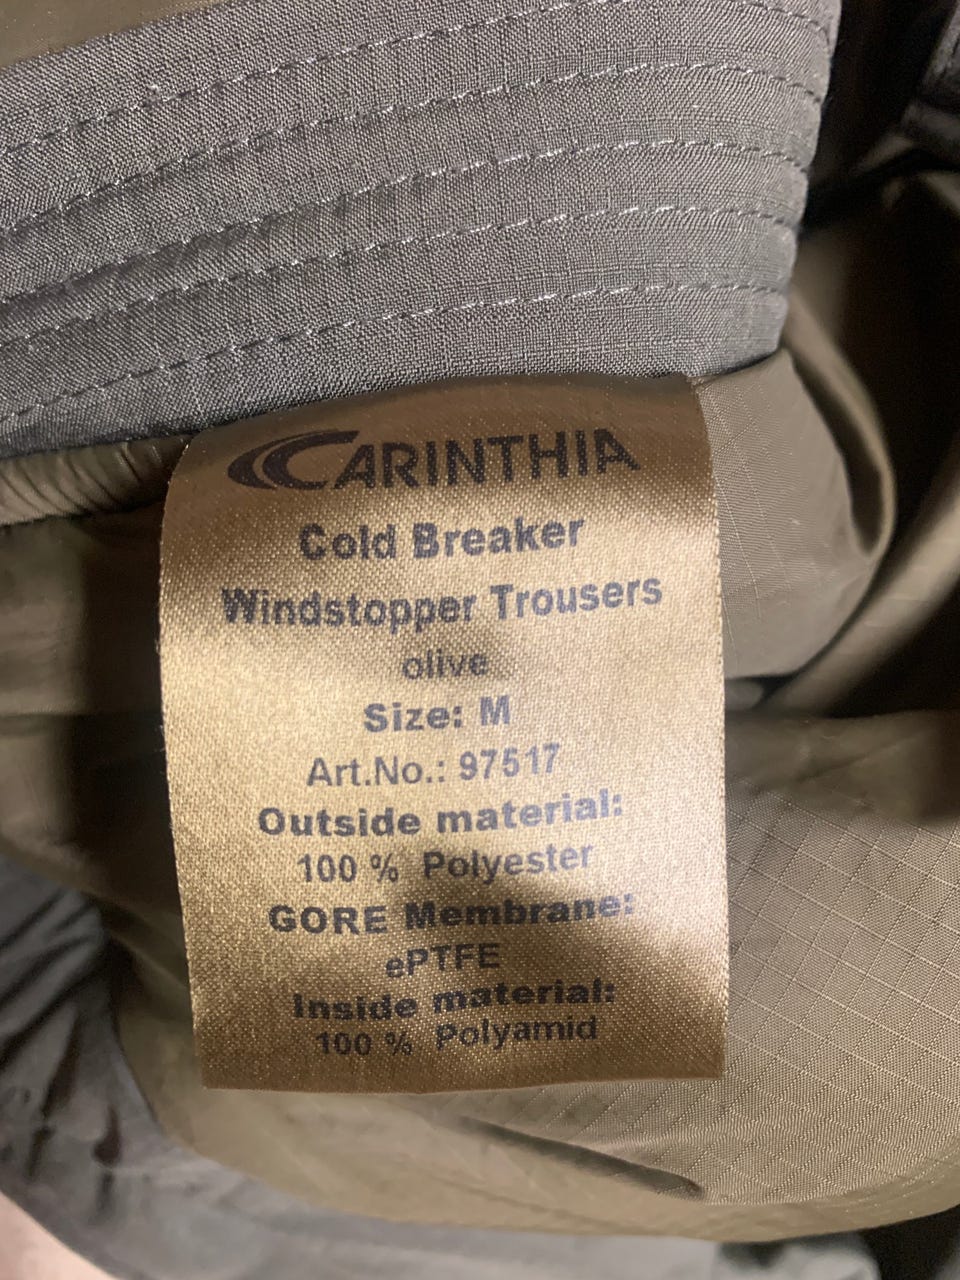 CARINTHIA
Cold Breaker
Windstopper Trousers
olive
Size: M
Art.No.: 97517
Outside material:
100 % Polyester
GORE Membrane:
ePTFE
Inside material:
100 % Polyamid